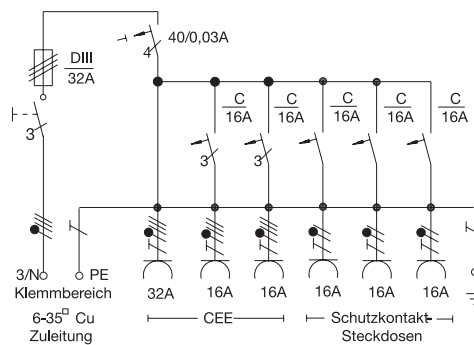 40/0,03A
4
DIII
32A
C C C C C
16A 16A 16A 16A 16A
3 3 3
3/N PE
Klemmbereich
6-35□ Cu
Zuleitung
32A 16A 16A 16A 16A 16A
CEE
Schutzkontakt-
Steckdosen